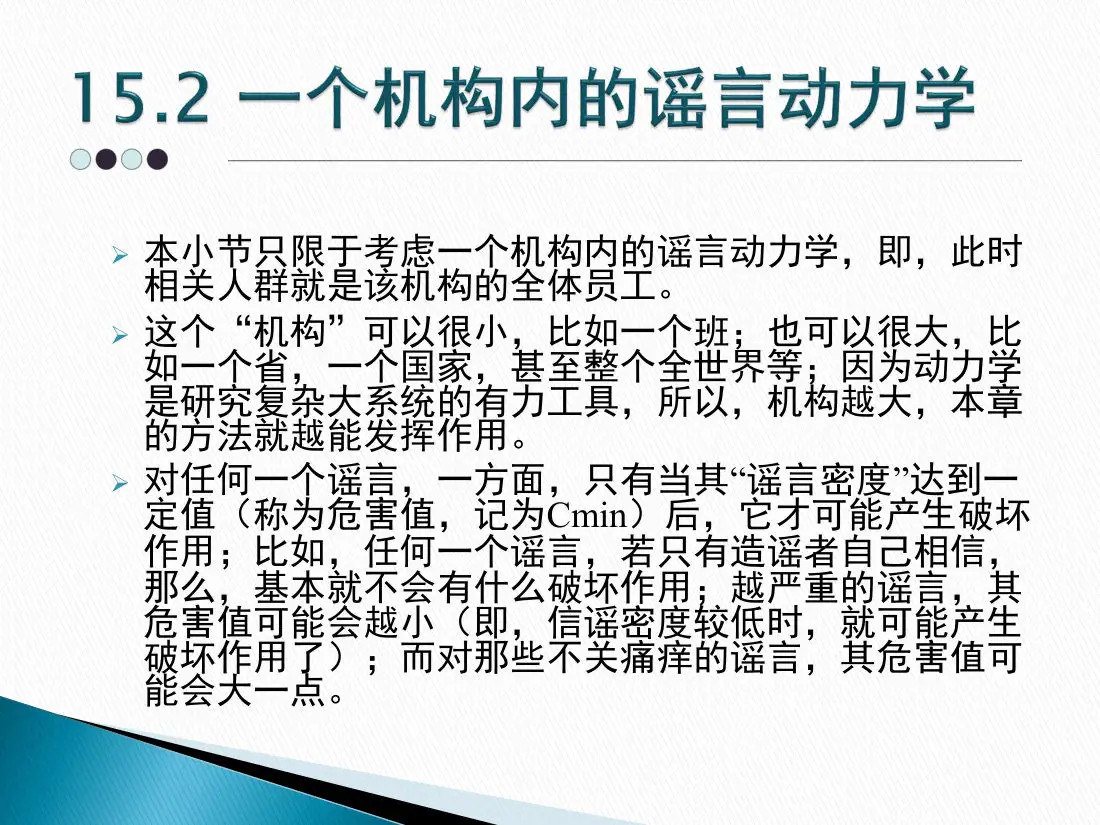 15.2 一个机构内的谣言动力学
本小节只限于考虑一个机构内的谣言动力学，即，此时
相关人群就是该机构的全体员工。
这个“机构”可以很小，比如一个班；也可以很大，比
如一个省，一个国家，甚至整个全世界等；因为动力学
是研究复杂大系统的有力工具，所以，机构越大，本章
的方法就越能发挥作用。
对任何一个谣言，一方面，只有当其“谣言密度”达到一
定值（称为危害值，记为Cmin）后，它才可能产生破坏
作用；比如，任何一个谣言，若只有造谣者自己相信，
那么，基本就不会有什么破坏作用；越严重的谣言，其
危害值可能会越小（即，信谣密度较低时，就可能产生
破坏作用了）；而对那些不关痛痒的谣言，其危害值可
能会大一点。